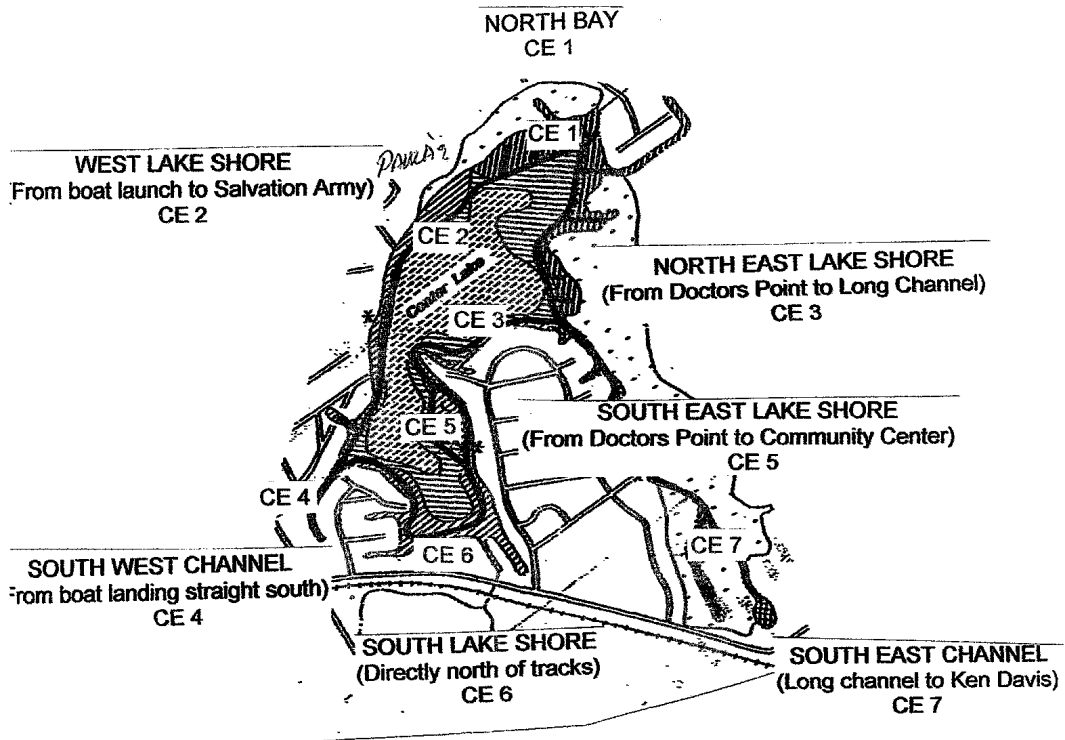 NORTH BAY
CE 1
CE 1
WEST LAKE SHORE
(From boat launch to Salvation Army)
CE 2
CE 2
Center Lake
NORTH EAST LAKE SHORE
(From Doctors Point to Long Channel)
CE 3
CE 3
SOUTH EAST LAKE SHORE
(From Doctors Point to Community Center)
CE 5
CE 5
CE 4
CE 7
CE 6
SOUTH WEST CHANNEL
From boat landing straight south)
CE 4
SOUTH LAKE SHORE
(Directly north of tracks)
CE 6
SOUTH EAST CHANNEL
(Long channel to Ken Davis)
CE 7